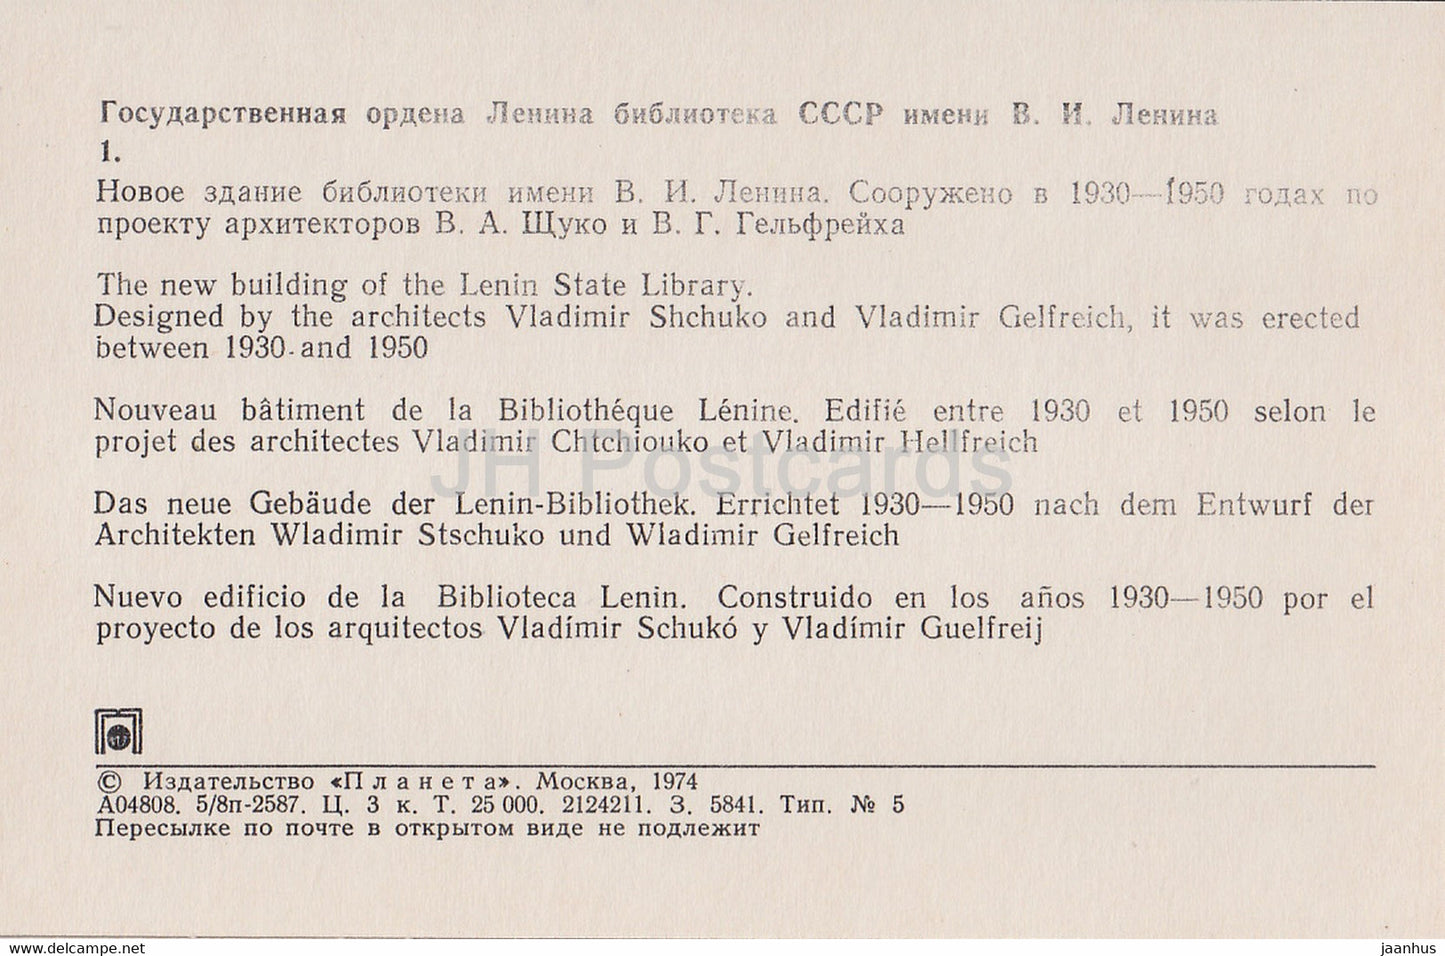 Государственная ордена Ленина библиотека СССР имени В. И. Ленина
1.
Новое здание библиотеки имени В. И. Ленина. Сооружено в 1930—1950 годах по
проекту архитекторов В. А. Щуко и В. Г. Гельфрейха
The new building of the Lenin State Library.
Designed by the architects Vladimir Shchuko and Vladimir Gelfreich, it was erected
between 1930 and 1950
Nouveau bâtiment de la Bibliothéque Lénine. Edifié entre 1930 et 1950 selon le
projet des architectes Vladimir Chtchiouko et Vladimir Hellfreich
JH Postcards
Das neue Gebäude der Lenin-Bibliothek. Errichtet 1930—1950 nach dem Entwurf der
Architekten Wladimir Stschuko und Wladimir Gelfreich
Nuevo edificio de la Biblioteca Lenin. Construido en los años 1930—1950 por el
proyecto de los arquitectos Vladímir Schukó y Vladímir Guelfreij
© Издательство «Планета». Москва, 1974
А04808. 5/8п-2587. Ц. 3 к. Т. 25 000. 2124211. З. 5841. Тип. № 5
Пересылке по почте в открытом виде не подлежит
www.delcampe.net
jaanhus